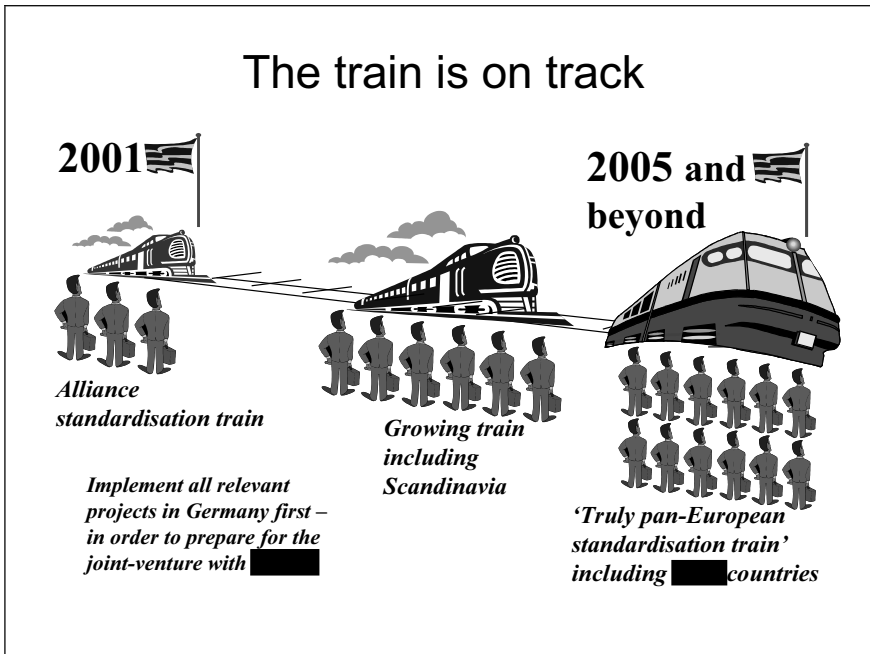 The train is on track
2001
2005 and
beyond
Alliance
standardisation train
Growing train
including
Scandinavia
Implement all relevant
projects in Germany first –
in order to prepare for the
joint-venture with
‘Truly pan-European
standardisation train’
including countries